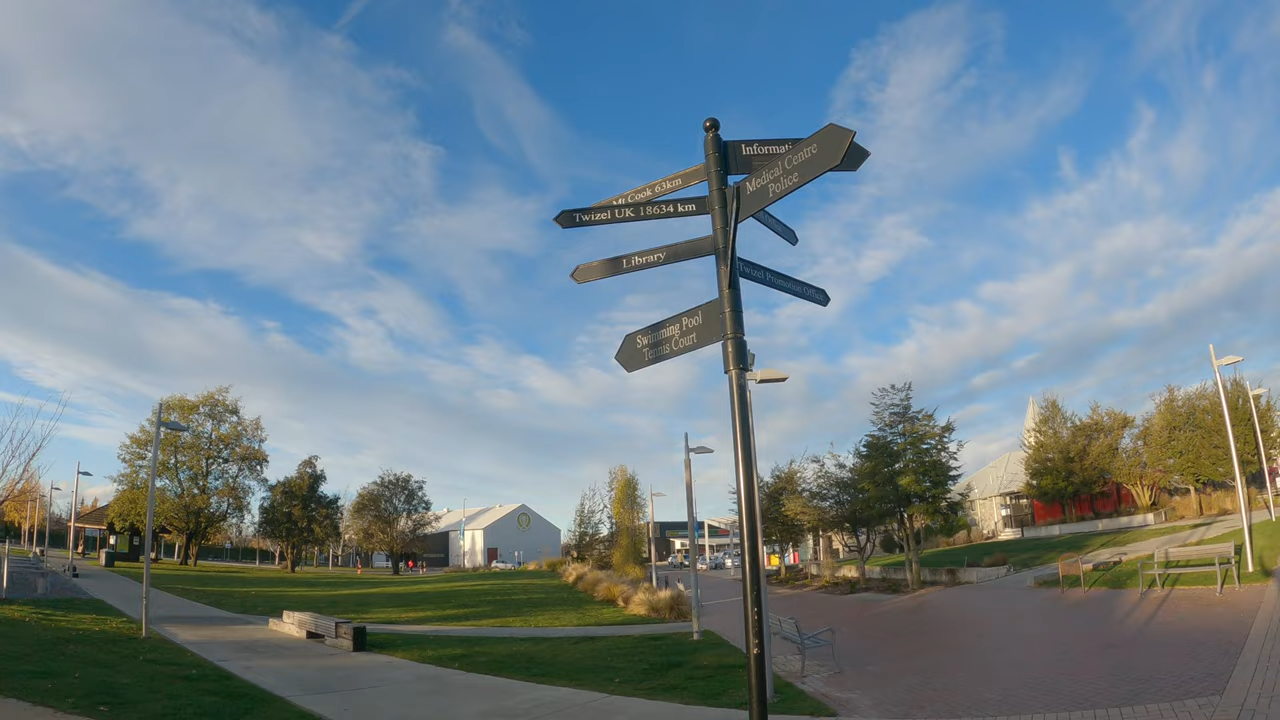 Informati
Medical Centre
Police
Mt Cook 63km
Twizel UK 18634 km
Library
Twizel Promotion Office
Swimming Pool
Tennis Court